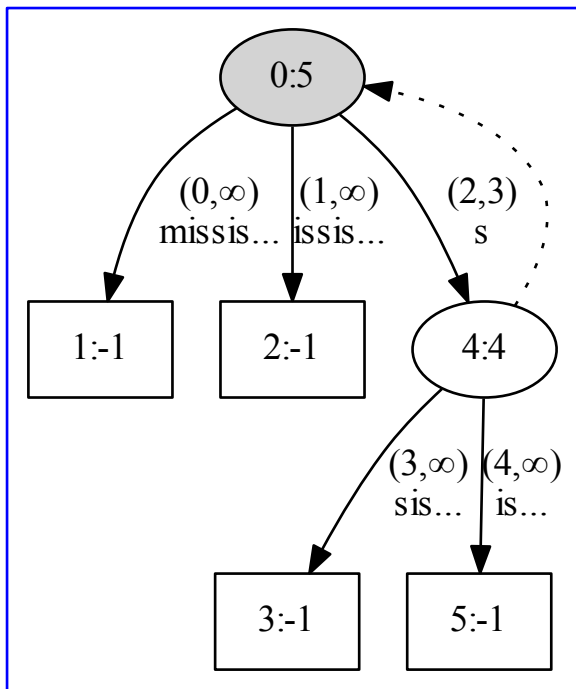 0:5
(0,∞)
missis...
(1,∞)
issis...
(2,3)
s
1:-1
2:-1
4:4
(3,∞)
sis...
(4,∞)
is...
3:-1
5:-1